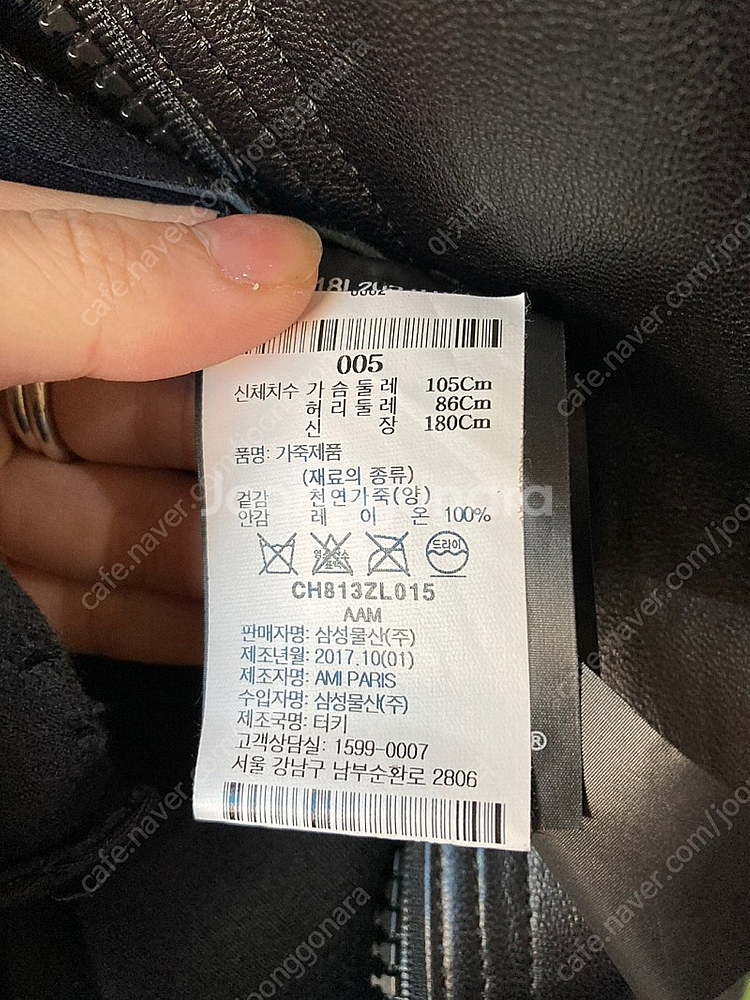 005
신체치수 가 슴 둘 레 105Cm
허 리 둘 레 86Cm
신 장 180Cm
품명: 가죽제품
(재료의 종류)
겉감 천연가죽(양)
안감 레 이 온 100%
드라이
CH813ZL015
AAM
판매자명: 삼성물산(주)
제조년월: 2017.10(01)
제조자명: AMI PARIS
수입자명: 삼성물산(주)
제조국명: 터키
고객상담실: 1599-0007
서울 강남구 남부순환로 2806
®
Joonggonara
cafe.naver.com/joonggonara